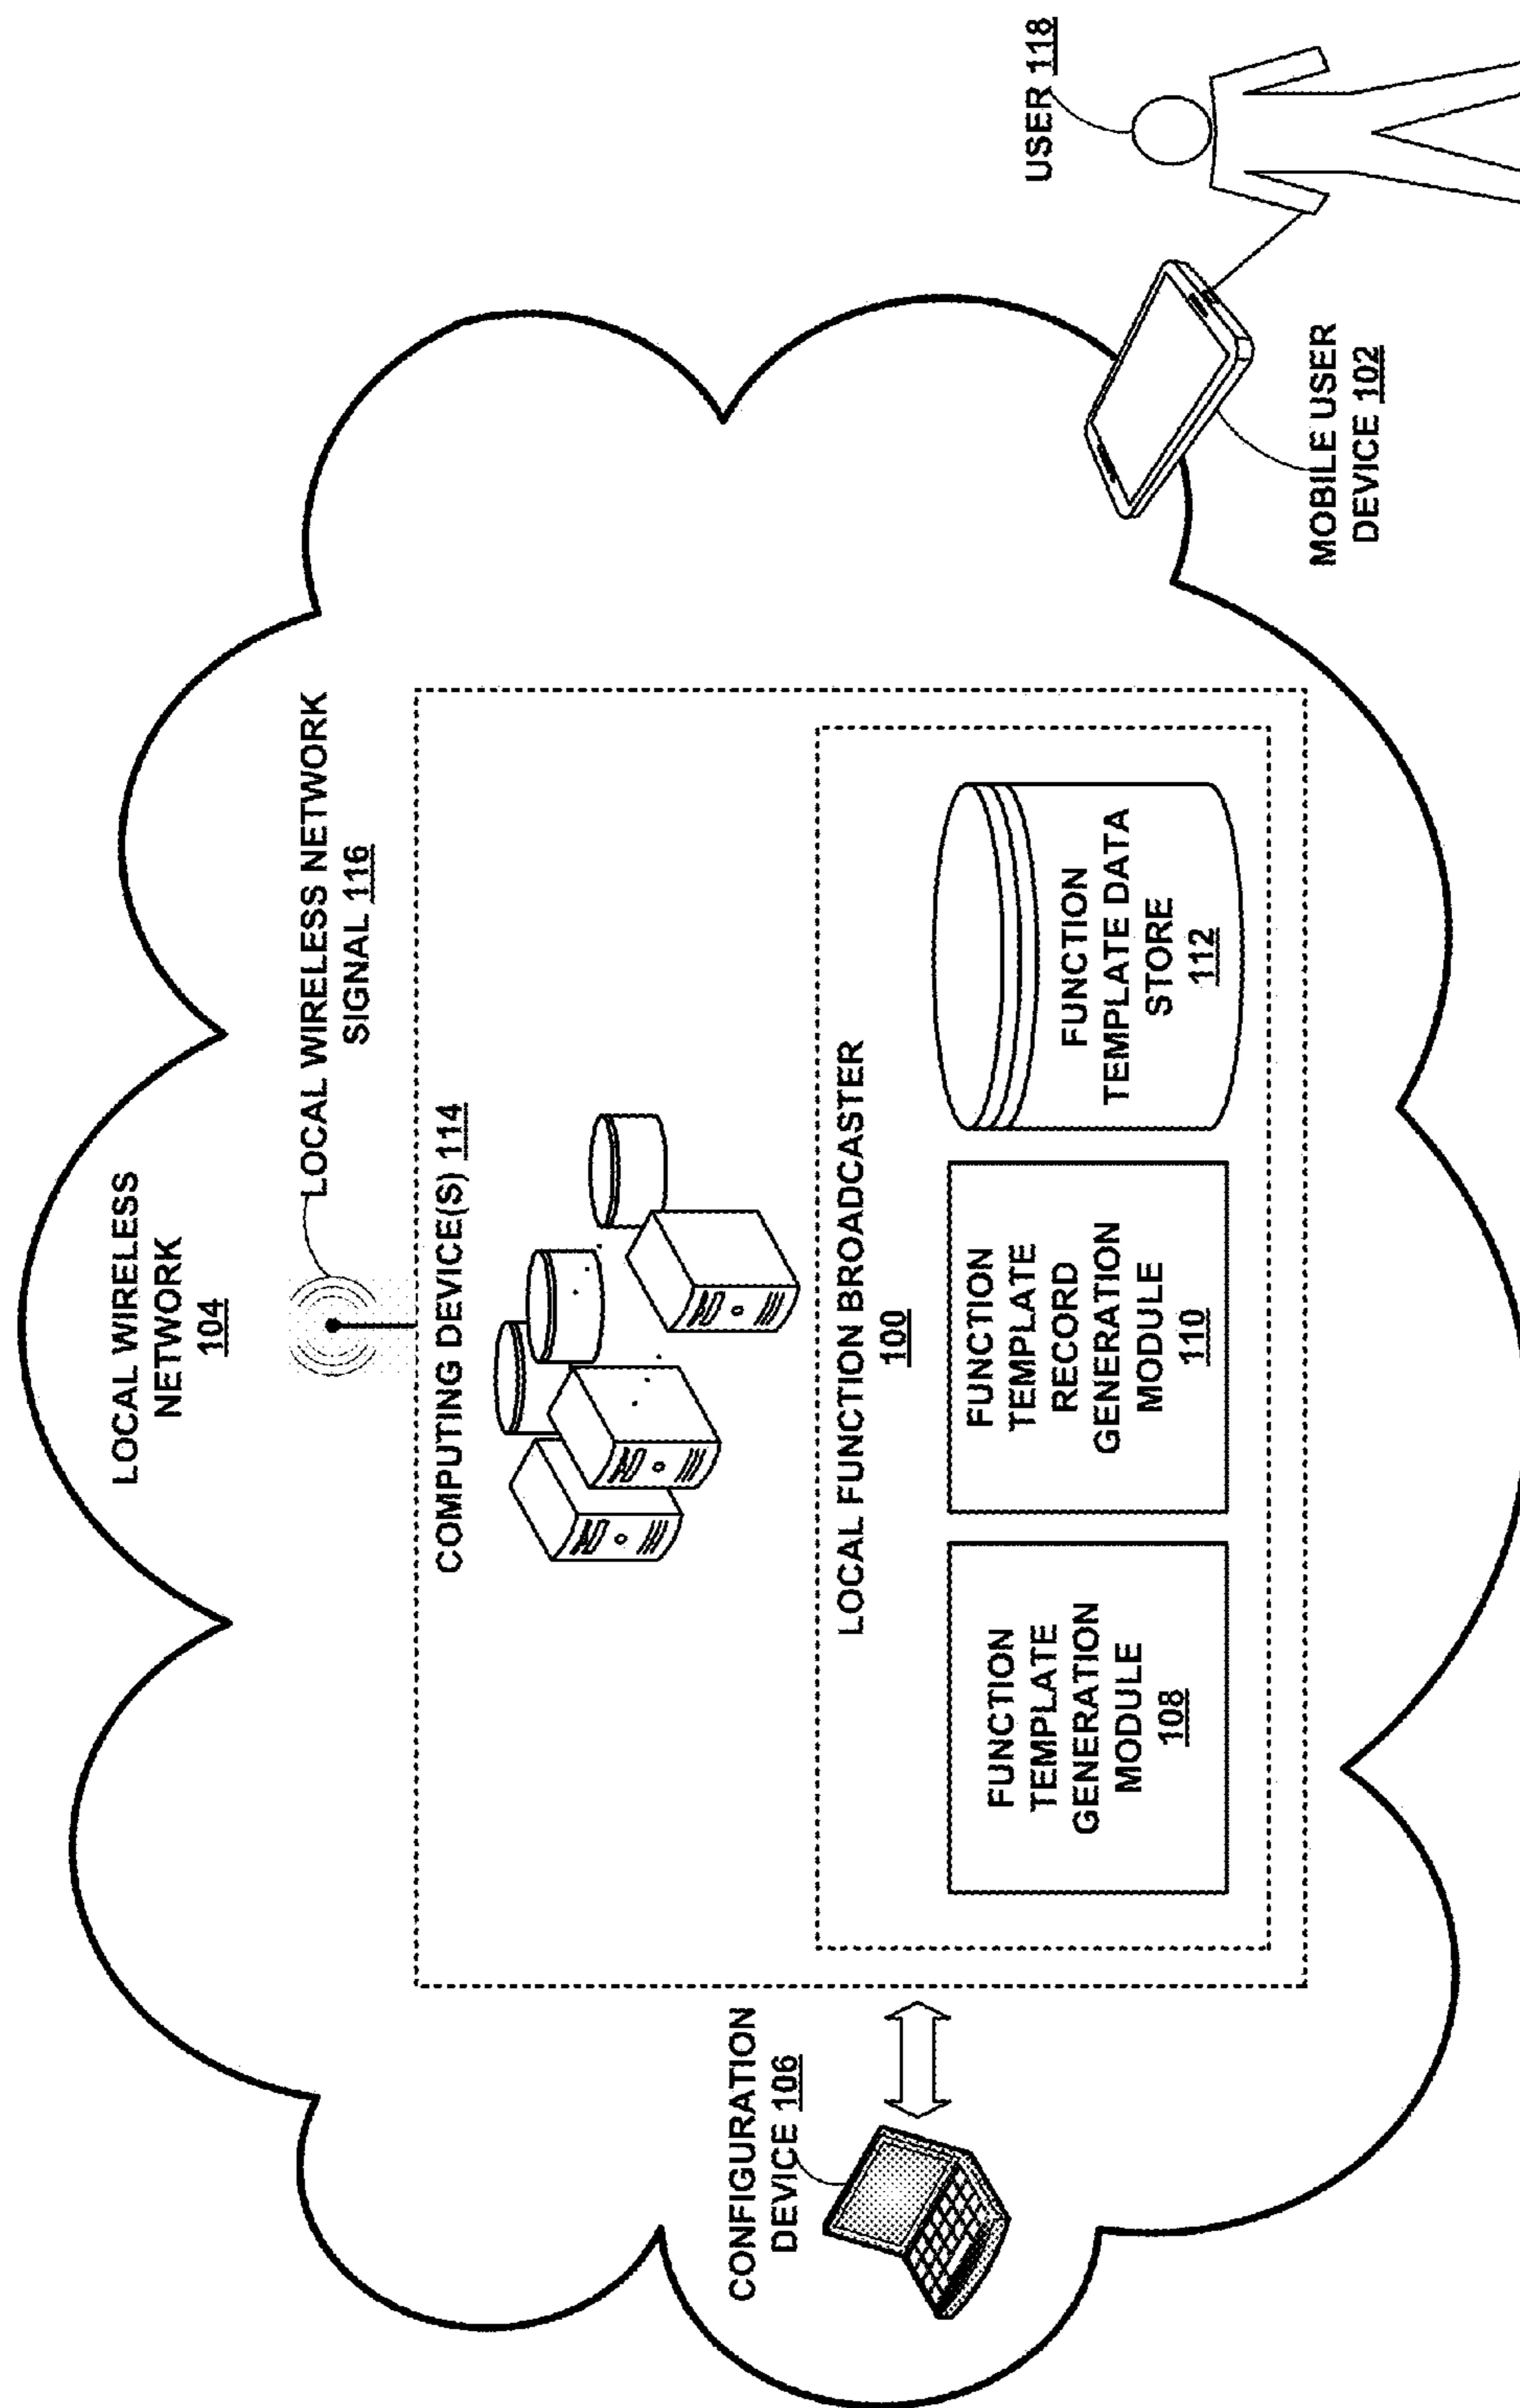 LOCAL WIRELESS
NETWORK
104
LOCAL WIRELESS NETWORK
SIGNAL 116
COMPUTING DEVICE(S) 114
LOCAL FUNCTION BROADCASTER
100
FUNCTION
TEMPLATE
GENERATION
MODULE
108
FUNCTION
TEMPLATE
RECORD
GENERATION
MODULE
110
FUNCTION
TEMPLATE DATA
STORE
112
CONFIGURATION
DEVICE 106
USER 118
MOBILE USER
DEVICE 102